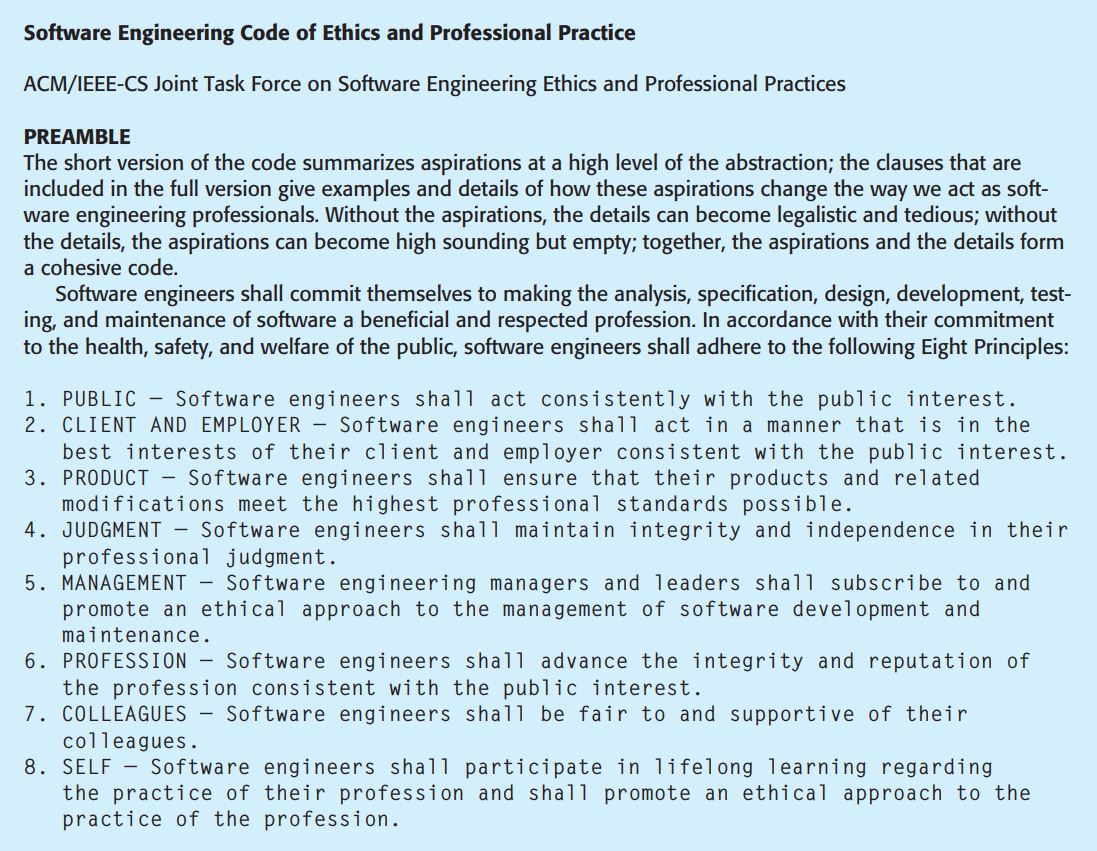 Software Engineering Code of Ethics and Professional Practice
ACM/IEEE-CS Joint Task Force on Software Engineering Ethics and Professional Practices
PREAMBLE
The short version of the code summarizes aspirations at a high level of the abstraction; the clauses that are
included in the full version give examples and details of how these aspirations change the way we act as soft-
ware engineering professionals. Without the aspirations, the details can become legalistic and tedious; without
the details, the aspirations can become high sounding but empty; together, the aspirations and the details form
a cohesive code.
Software engineers shall commit themselves to making the analysis, specification, design, development, test-
ing, and maintenance of software a beneficial and respected profession. In accordance with their commitment
to the health, safety, and welfare of the public, software engineers shall adhere to the following Eight Principles:
1. PUBLIC — Software engineers shall act consistently with the public interest.
2. CLIENT AND EMPLOYER — Software engineers shall act in a manner that is in the
best interests of their client and employer consistent with the public interest.
3. PRODUCT — Software engineers shall ensure that their products and related
modifications meet the highest professional standards possible.
4. JUDGMENT — Software engineers shall maintain integrity and independence in their
professional judgment.
5. MANAGEMENT — Software engineering managers and leaders shall subscribe to and
promote an ethical approach to the management of software development and
maintenance.
6. PROFESSION — Software engineers shall advance the integrity and reputation of
the profession consistent with the public interest.
7. COLLEAGUES — Software engineers shall be fair to and supportive of their
colleagues.
8. SELF — Software engineers shall participate in lifelong learning regarding
the practice of their profession and shall promote an ethical approach to the
practice of the profession.